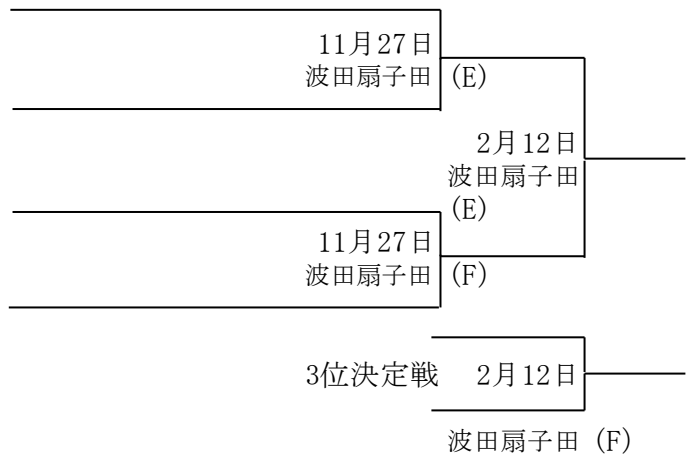 11月27日
波田扇子田 (E)
2月12日
波田扇子田
(E)
11月27日
波田扇子田 (F)
3位決定戦 2月12日
波田扇子田 (F)